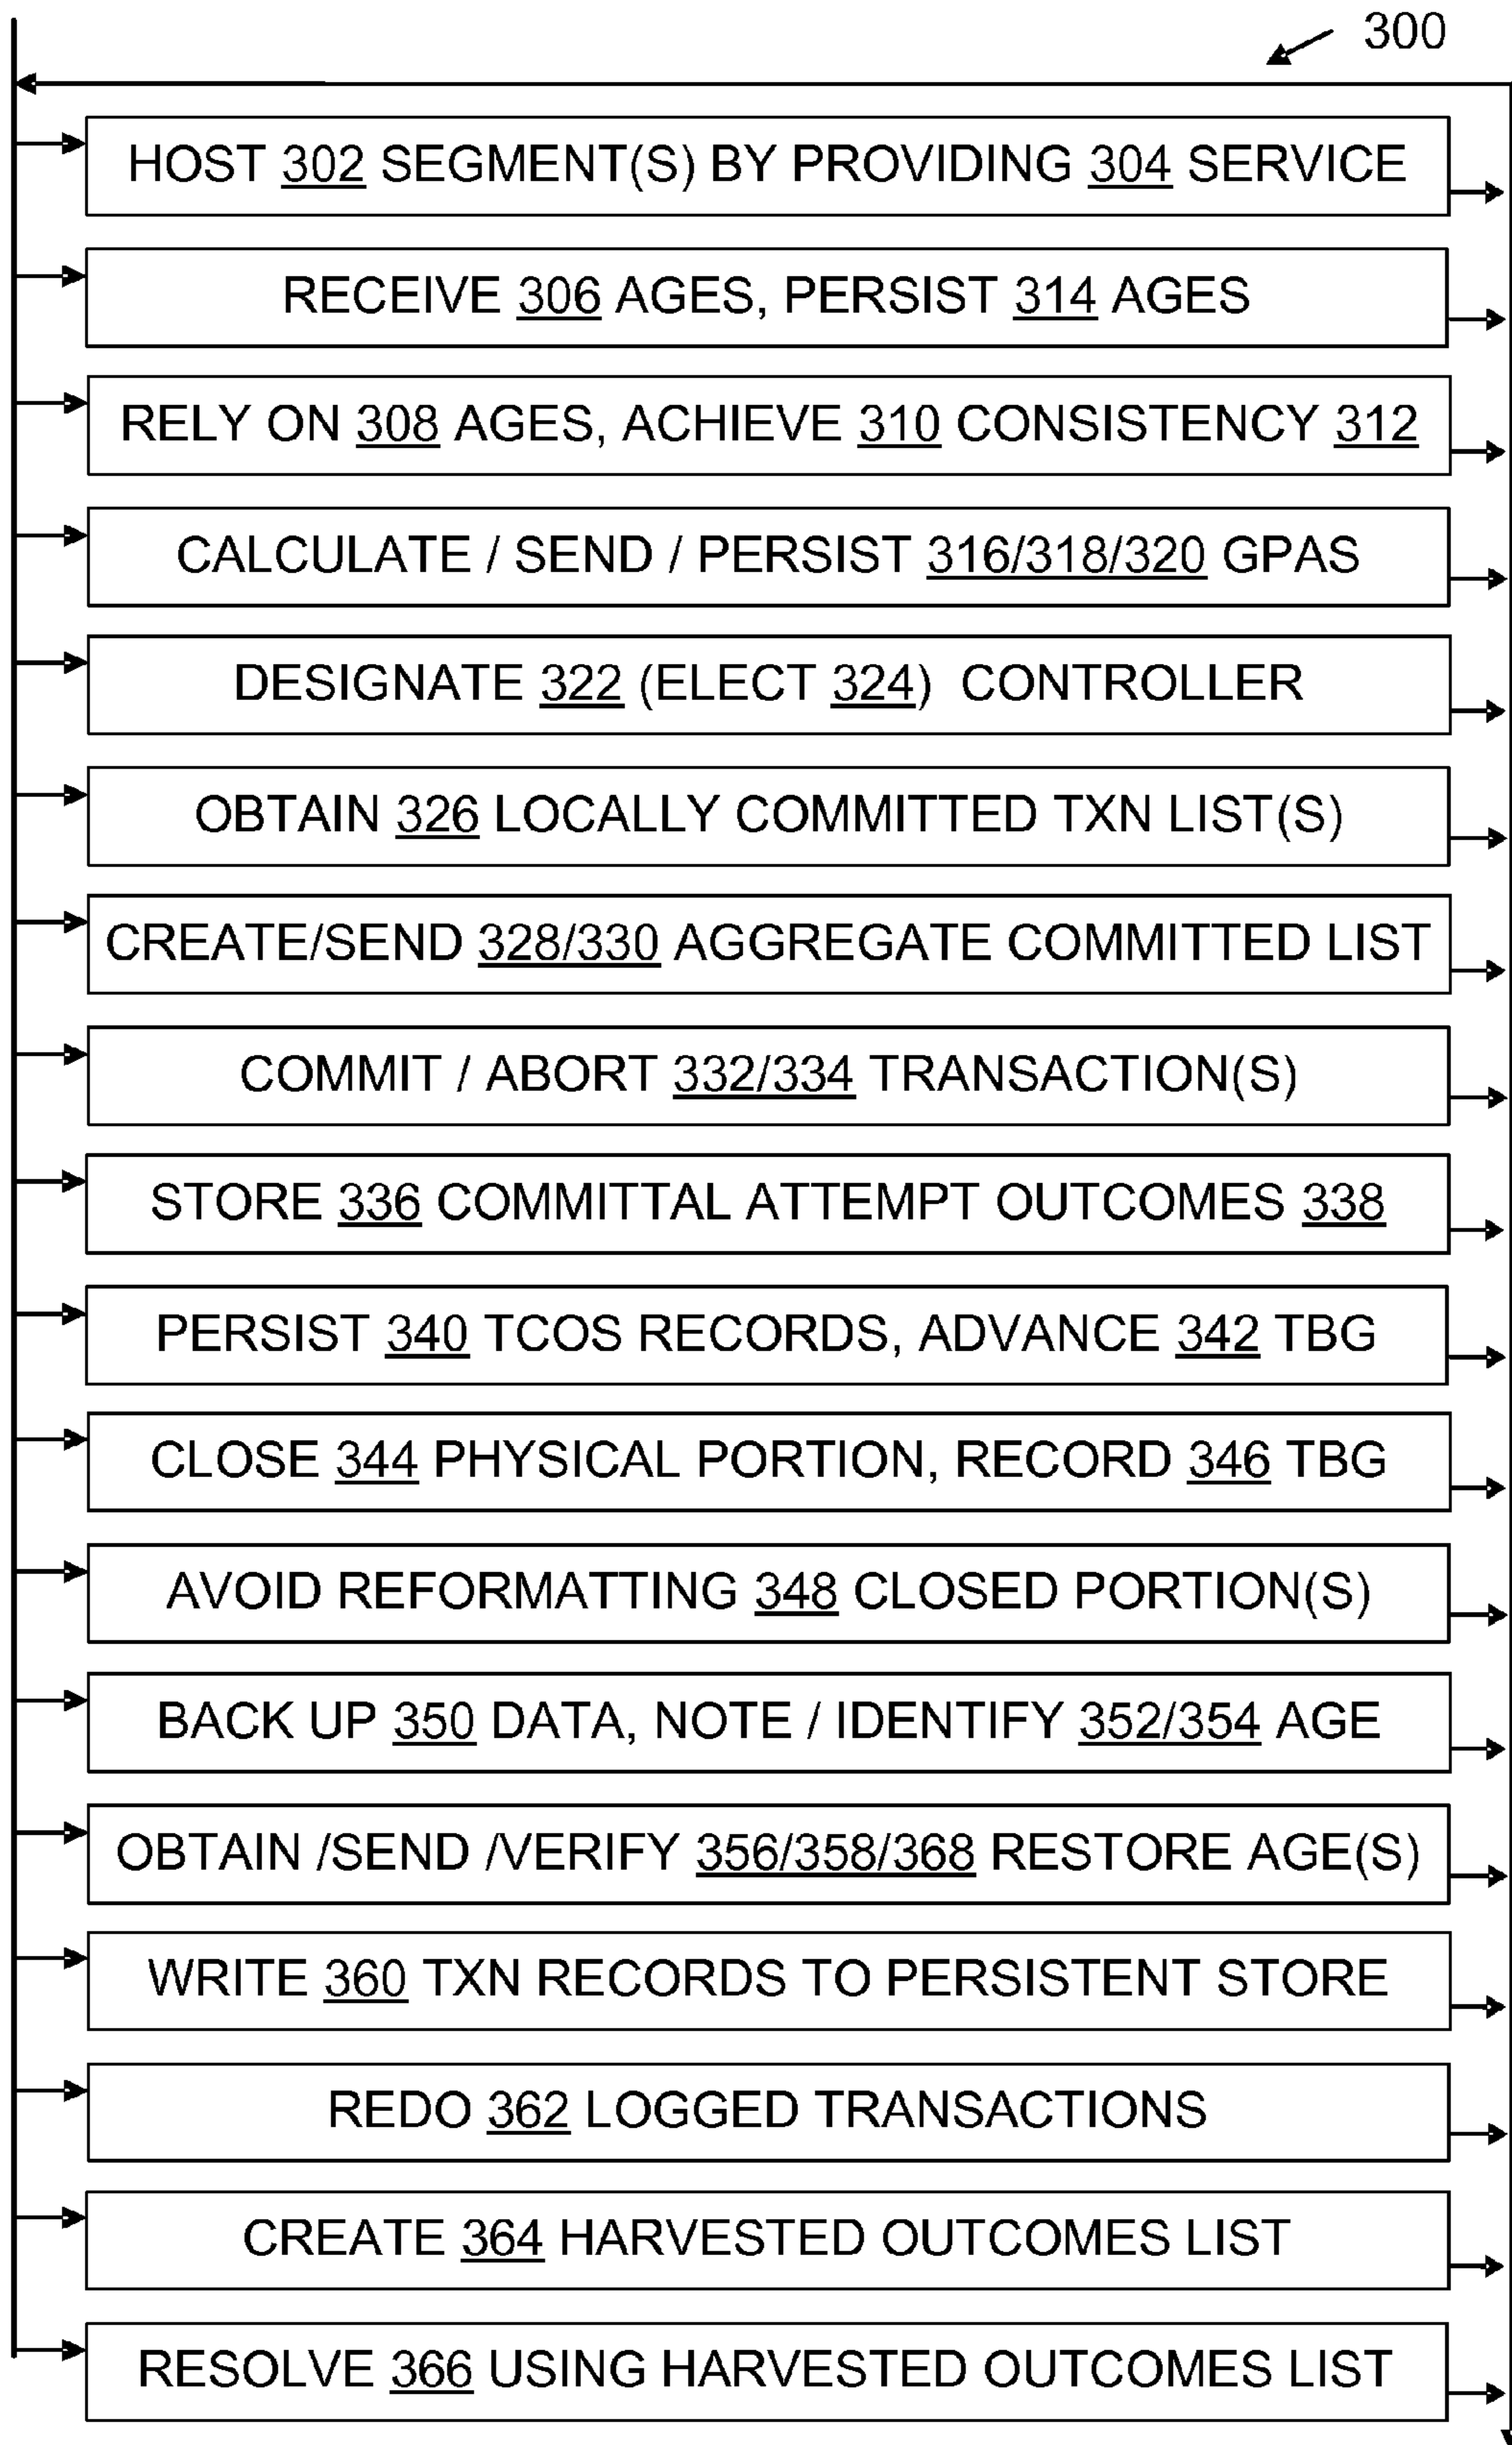 300
HOST 302 SEGMENT(S) BY PROVIDING 304 SERVICE
RECEIVE 306 AGES, PERSIST 314 AGES
RELY ON 308 AGES, ACHIEVE 310 CONSISTENCY 312
CALCULATE / SEND / PERSIST 316/318/320 GPAS
DESIGNATE 322 (ELECT 324) CONTROLLER
OBTAIN 326 LOCALLY COMMITTED TXN LIST(S)
CREATE/SEND 328/330 AGGREGATE COMMITTED LIST
COMMIT / ABORT 332/334 TRANSACTION(S)
STORE 336 COMMITTAL ATTEMPT OUTCOMES 338
PERSIST 340 TCOS RECORDS, ADVANCE 342 TBG
CLOSE 344 PHYSICAL PORTION, RECORD 346 TBG
AVOID REFORMATTING 348 CLOSED PORTION(S)
BACK UP 350 DATA, NOTE / IDENTIFY 352/354 AGE
OBTAIN /SEND /VERIFY 356/358/368 RESTORE AGE(S)
WRITE 360 TXN RECORDS TO PERSISTENT STORE
REDO 362 LOGGED TRANSACTIONS
CREATE 364 HARVESTED OUTCOMES LIST
RESOLVE 366 USING HARVESTED OUTCOMES LIST